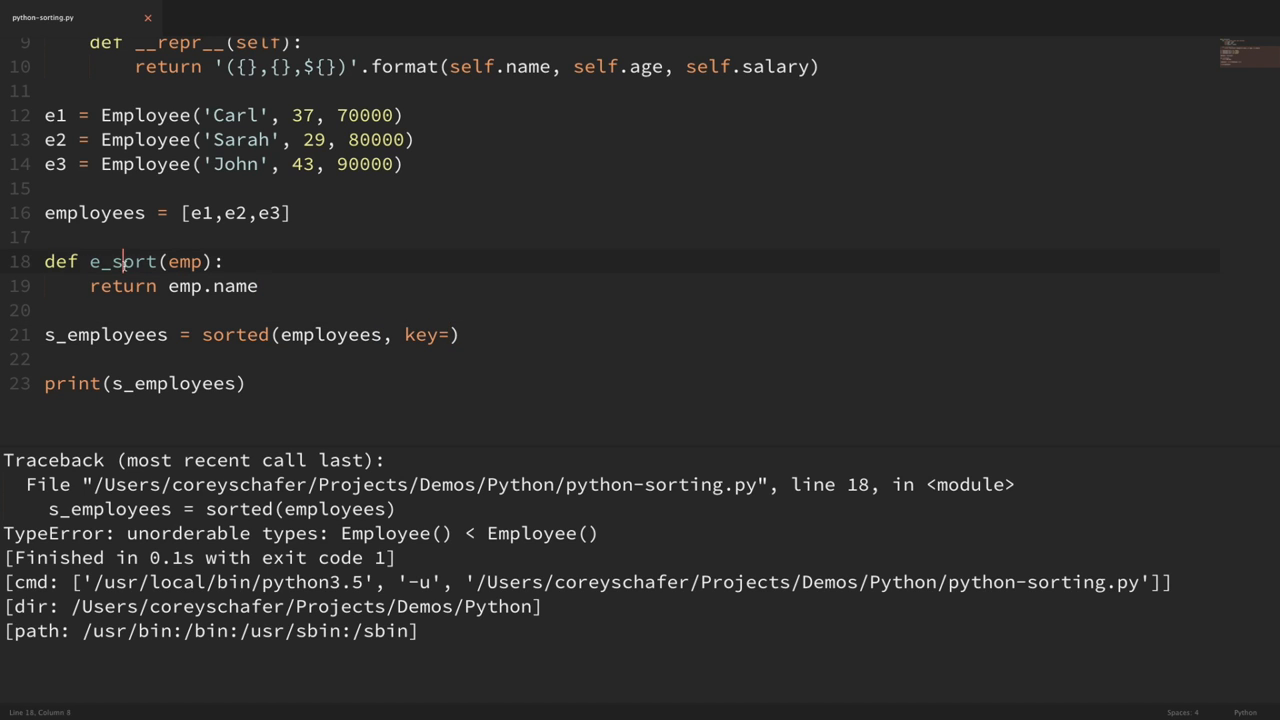 python-sorting.py ×
9 def __repr__(self):
10 return '({},{},${})'.format(self.name, self.age, self.salary)
11
12 e1 = Employee('Carl', 37, 70000)
13 e2 = Employee('Sarah', 29, 80000)
14 e3 = Employee('John', 43, 90000)
15
16 employees = [e1,e2,e3]
17
18 def e_sort(emp):
19 return emp.name
20
21 s_employees = sorted(employees, key=)
22
23 print(s_employees)
Traceback (most recent call last):
File "/Users/coreyschafer/Projects/Demos/Python/python-sorting.py", line 18, in <module>
s_employees = sorted(employees)
TypeError: unorderable types: Employee() < Employee()
[Finished in 0.1s with exit code 1]
[cmd: ['/usr/local/bin/python3.5', '-u', '/Users/coreyschafer/Projects/Demos/Python/python-sorting.py']]
[dir: /Users/coreyschafer/Projects/Demos/Python]
[path: /usr/bin:/bin:/usr/sbin:/sbin]
Line 18, Column 8 Spaces: 4 Python